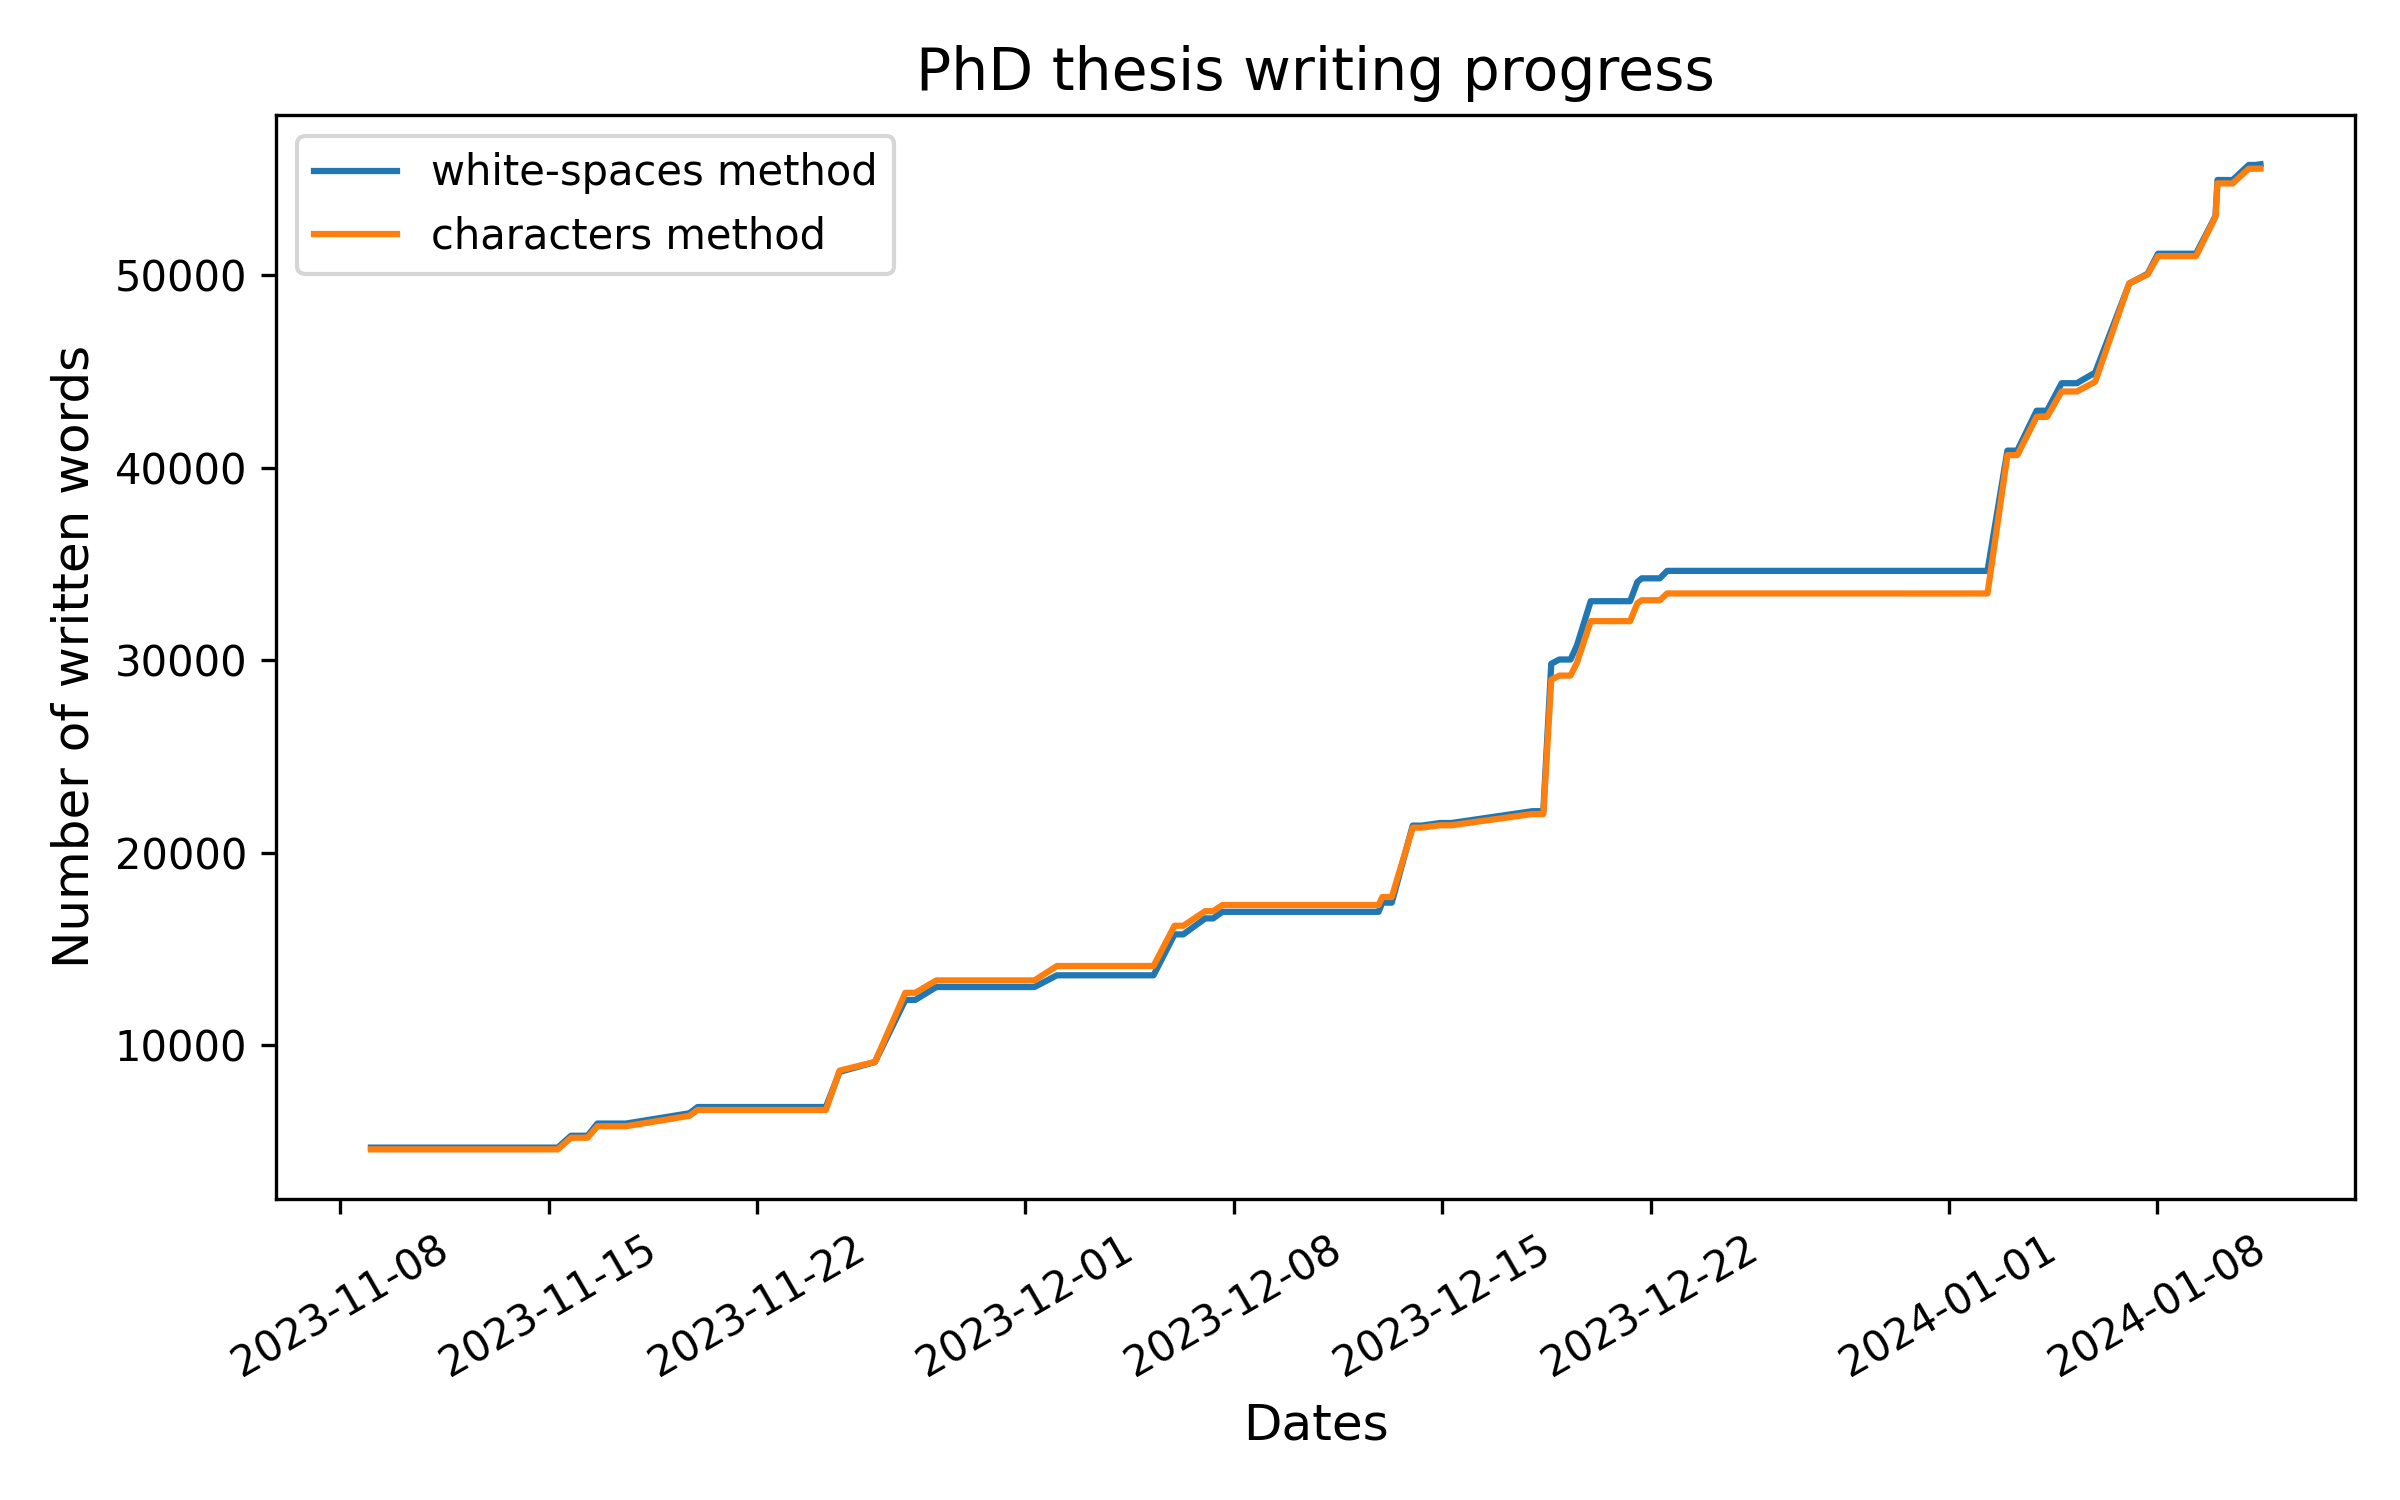 PhD thesis writing progress
white-spaces method
characters method
Number of written words
50000
40000
30000
20000
10000
2023-11-08
2023-11-15
2023-11-22
2023-12-01
2023-12-08
2023-12-15
2023-12-22
2024-01-01
2024-01-08
Dates